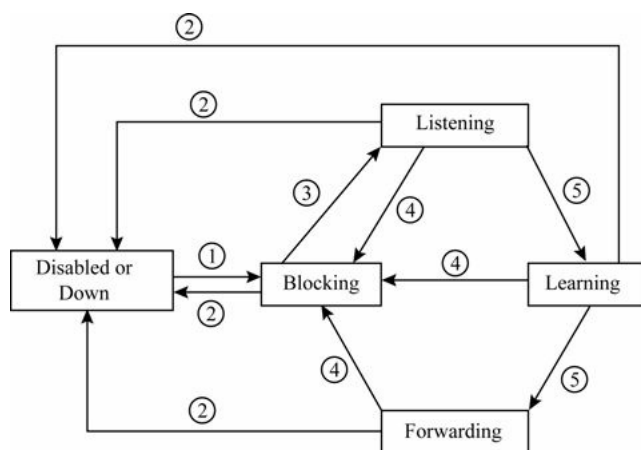 ②
②
Listening
③
④
⑤
Disabled or
Down
①
②
Blocking
④
Learning
④
⑤
②
Forwarding